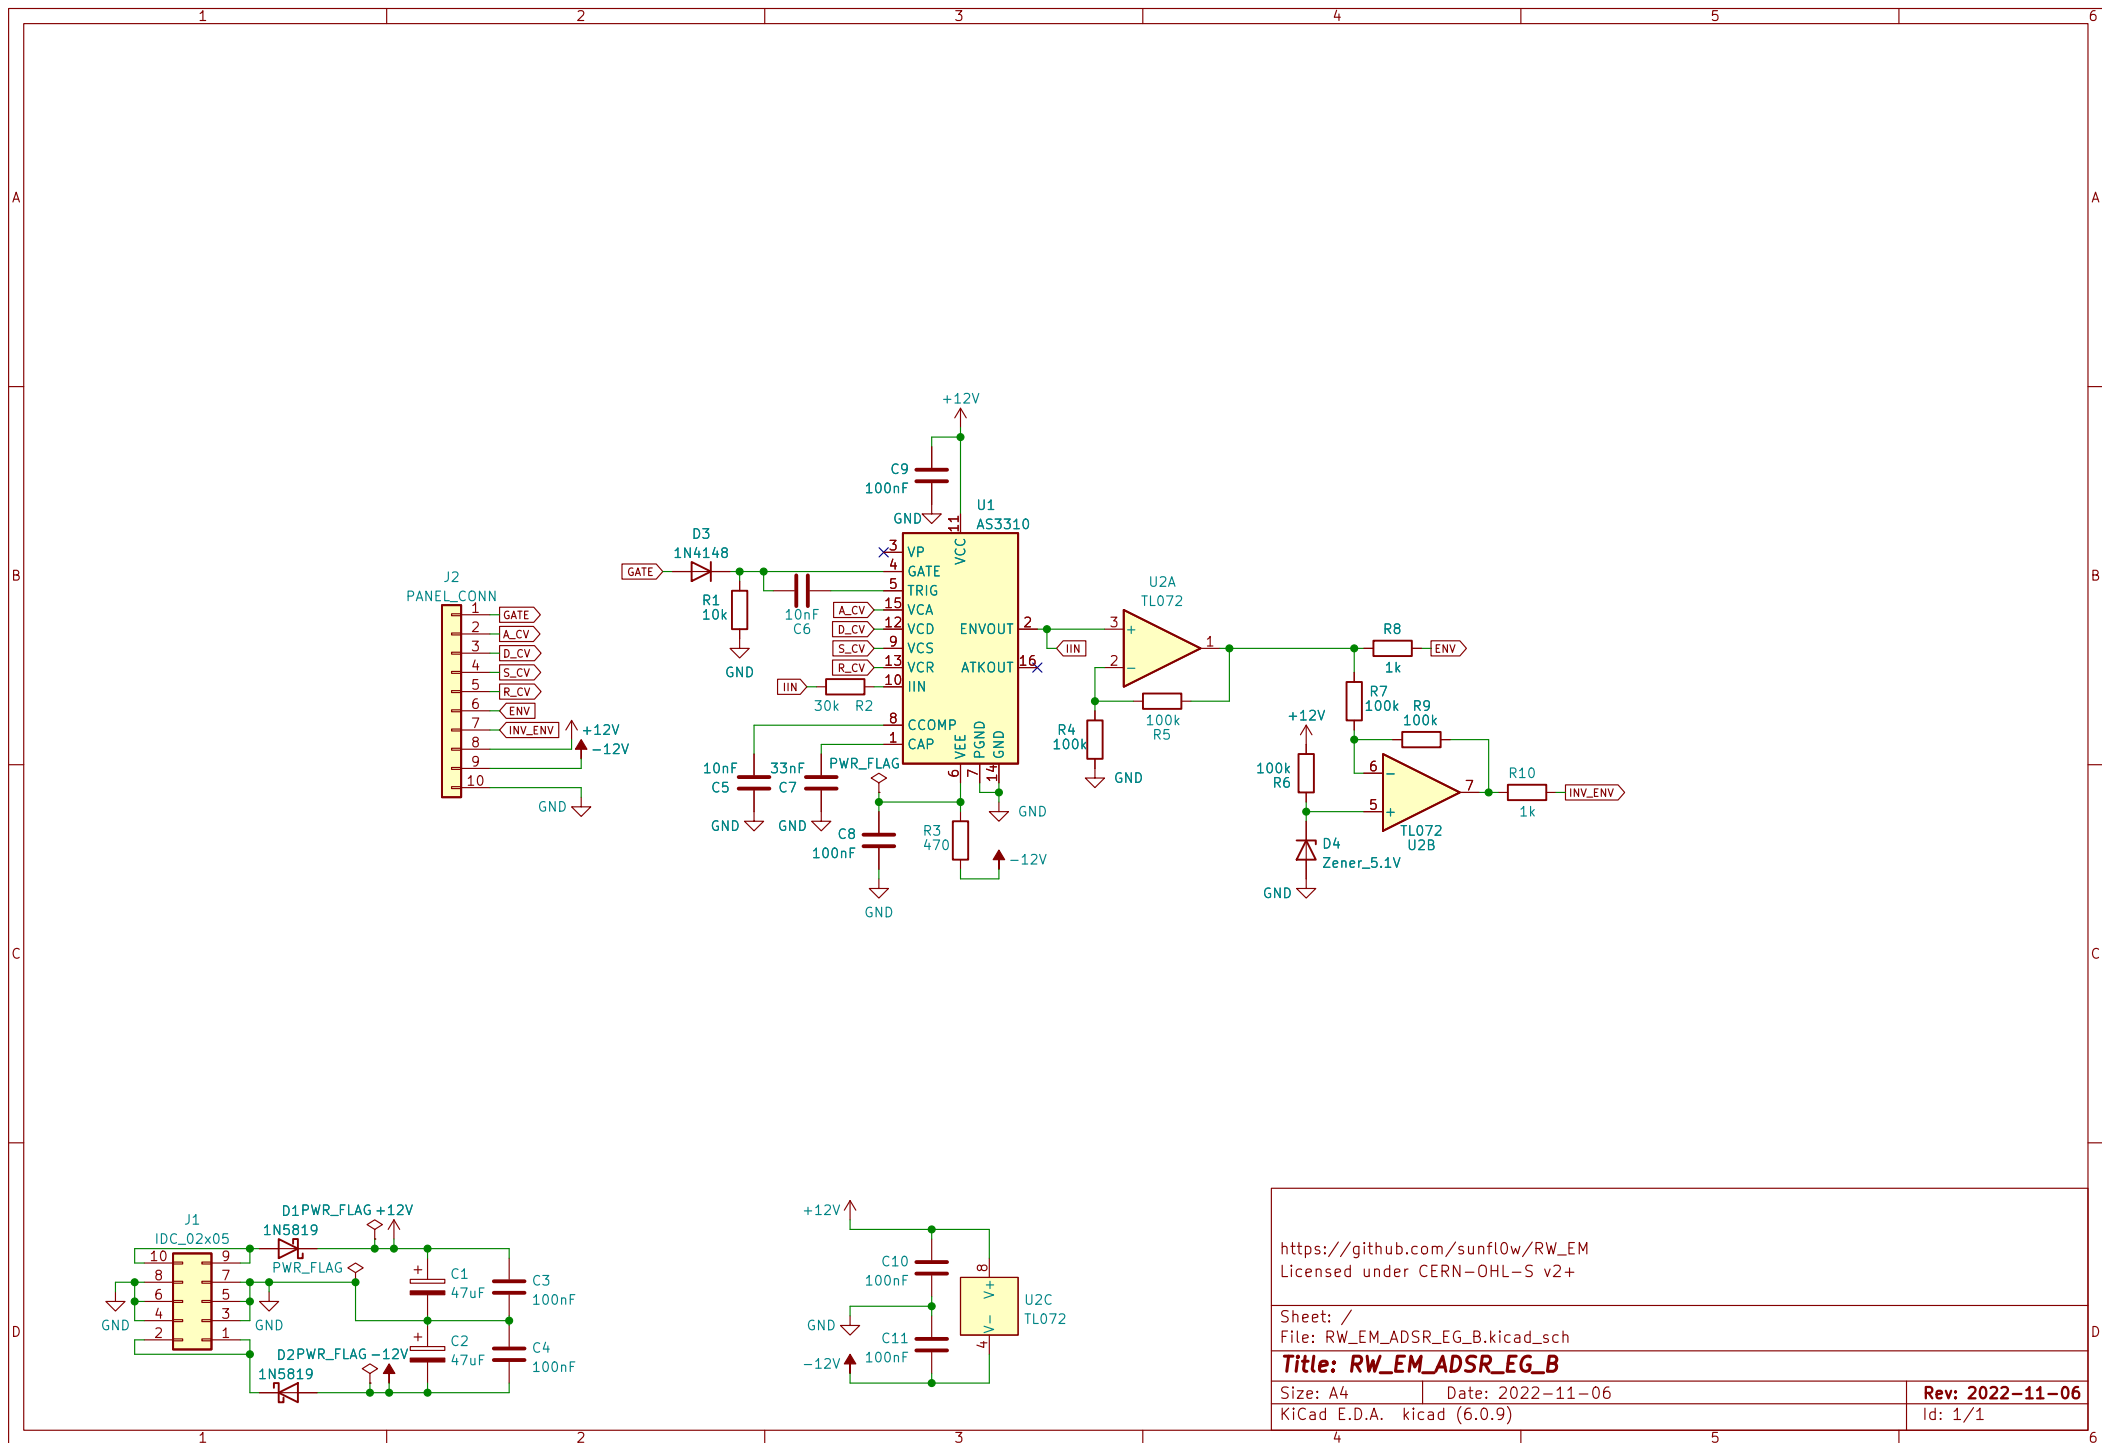 1 2 3 4 5 6
A A
B B
C C
D D
+12V
C9
100nF
GND
U1
AS3310
11
VCC
D3
1N4148
GATE
R1
10k
GND
10nF
C6
3 VP
4 GATE
5 TRIG
A_CV 15 VCA
D_CV 12 VCD
S_CV 9 VCS
R_CV 13 VCR
IIN 10 IIN
30k R2
8 CCOMP
1 CAP
ENVOUT 2
ATKOUT 16
IIN
VEE PGND GND
6 7 14
GND
10nF
C5
GND
33nF
C7
GND
PWR_FLAG
C8
100nF
GND
R3
470
-12V
J2
PANEL_CONN
1 GATE
2 A_CV
3 D_CV
4 S_CV
5 R_CV
6 ENV
7 INV_ENV
8 +12V
9 -12V
10
GND
U2A
TL072
3 +
2 -
1
100k
R5
R4
100k
GND
R8
1k
ENV
R7
100k
R9
100k
+12V
100k
R6
6 -
5 +
7
TL072
U2B
R10
1k
INV_ENV
D4
Zener_5.1V
GND
J1
IDC_02x05
10 9
8 7
6 5
4 3
2 1
GND
GND
D1
1N5819
PWR_FLAG
+12V
PWR_FLAG
+
C1
47uF
C3
100nF
+
C2
47uF
C4
100nF
D2
1N5819
PWR_FLAG
-12V
+12V
C10
100nF
GND
C11
100nF
-12V
8
V+
V-
4
U2C
TL072
https://github.com/sunfl0w/RW_EM
Licensed under CERN-OHL-S v2+
Sheet: /
File: RW_EM_ADSR_EG_B.kicad_sch
Title: RW_EM_ADSR_EG_B
Size: A4 Date: 2022-11-06 Rev: 2022-11-06
KiCad E.D.A. kicad (6.0.9) Id: 1/1
1 2 3 4 5 6